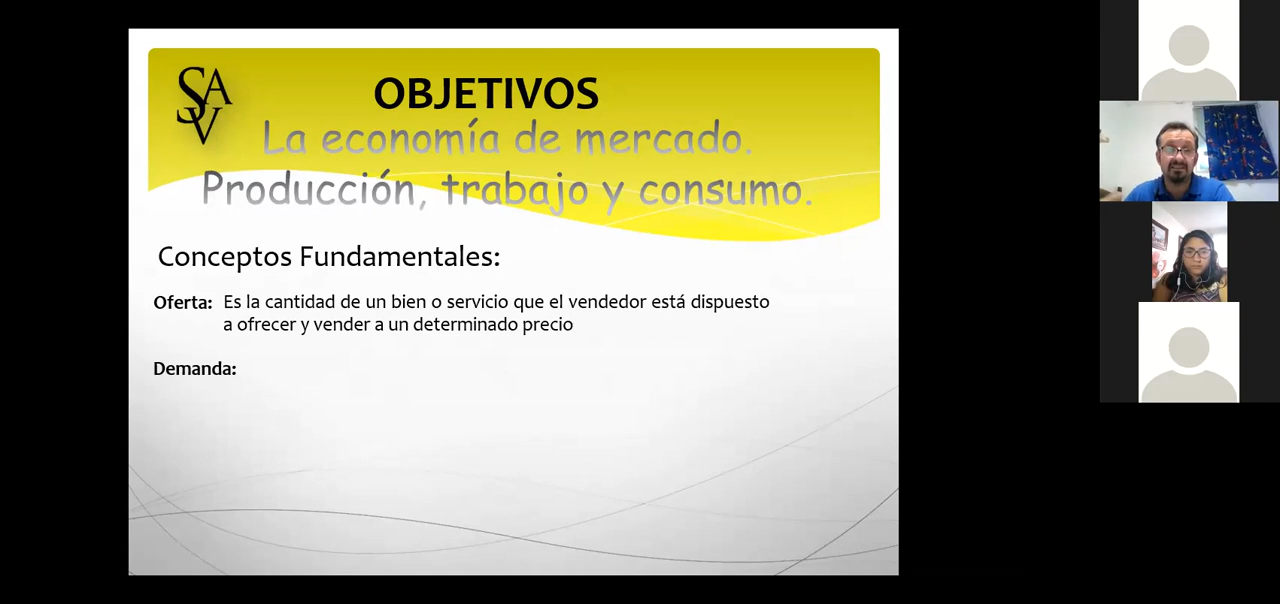 SAV
OBJETIVOS
La economía de mercado.
Producción, trabajo y consumo.
Conceptos Fundamentales:
Oferta: Es la cantidad de un bien o servicio que el vendedor está dispuesto
a ofrecer y vender a un determinado precio
Demanda: